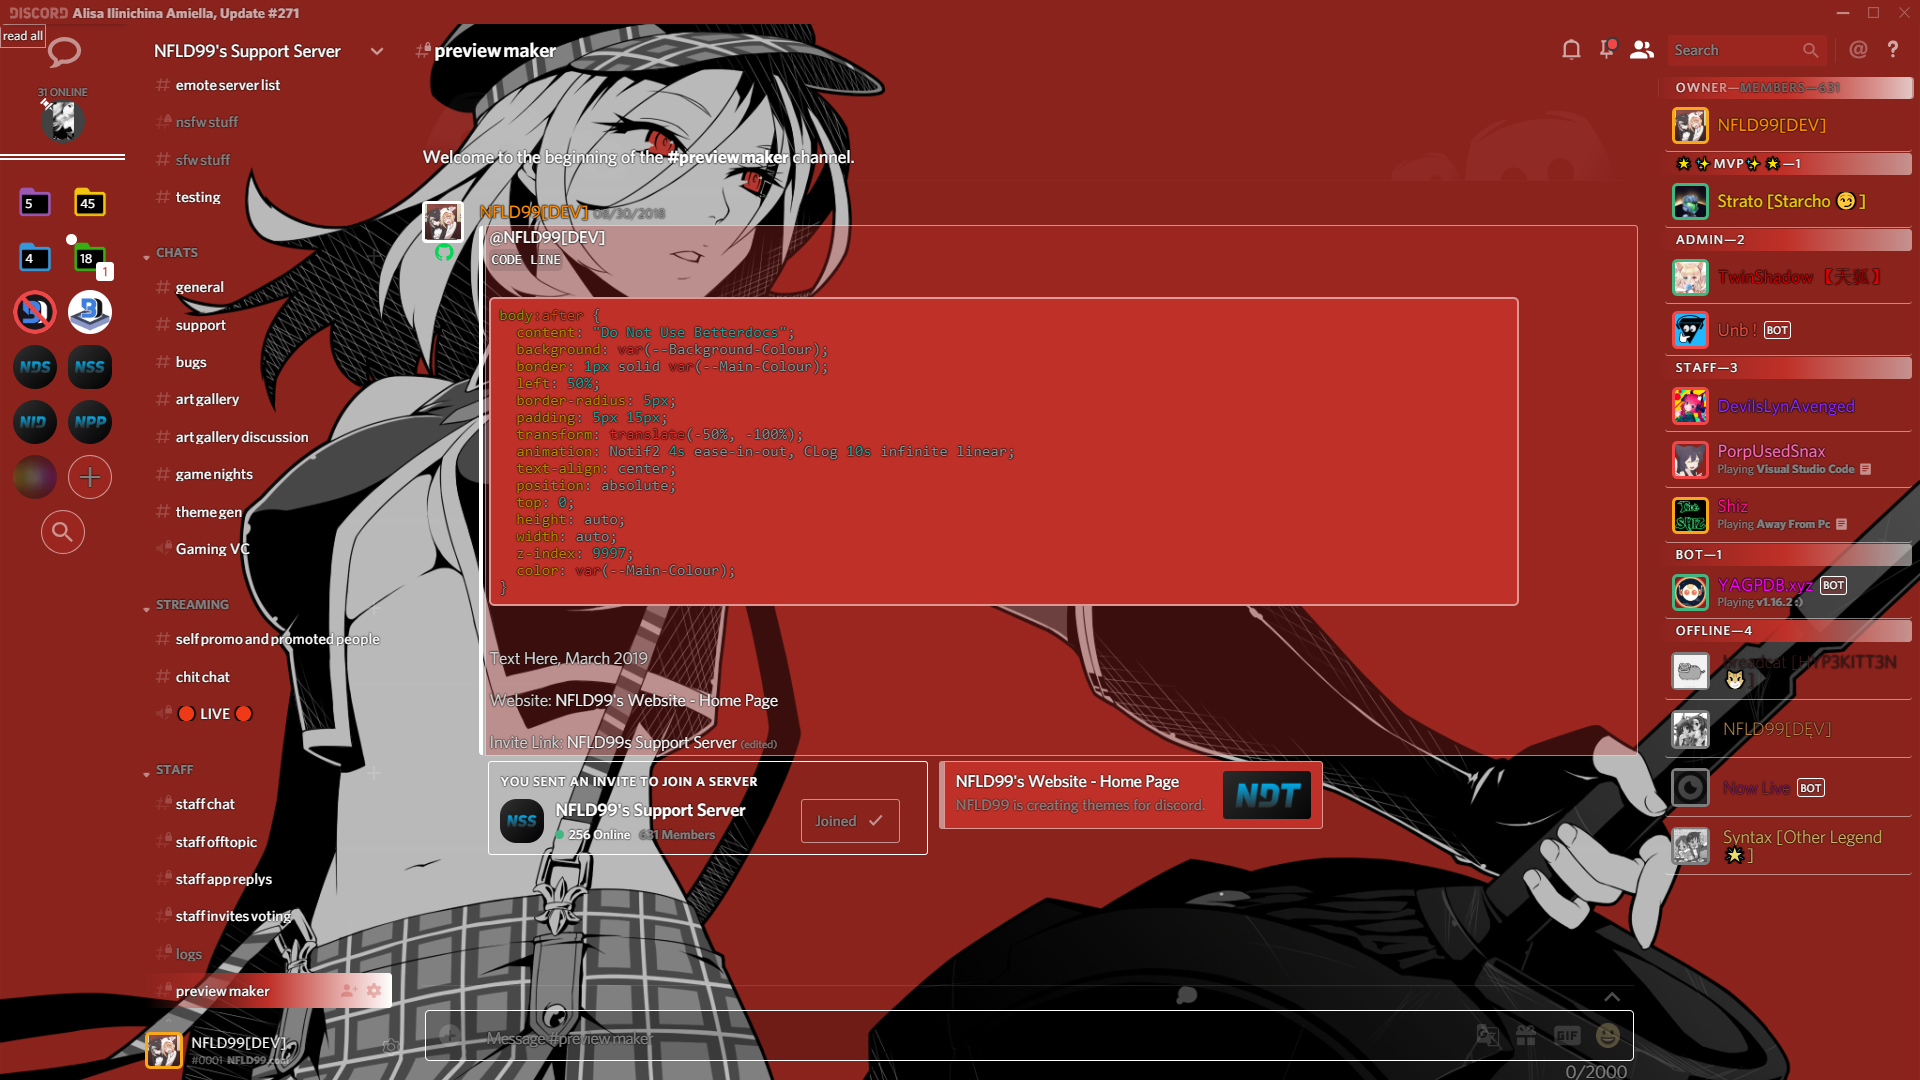 DISCORD Alisa Ilinichina Amiella, Update #271
read all
31 ONLINE
5
45
4
18
1
NDS
NSS
NID
NPP
NFLD99's Support Server
emote server list
nsfw stuff
sfw stuff
testing
CHATS
general
support
bugs
art gallery
art gallery discussion
game nights
theme gen
Gaming VC
STREAMING
self promo and promoted people
chit chat
🔴 LIVE 🔴
STAFF
staff chat
staff offtopic
staff app replys
staff invites voting
logs
preview maker
NFLD99[DEV]
#0001 NFLD99.com
preview maker
Search
Welcome to the beginning of the #preview maker channel.
NFLD99[DEV] 08/30/2018
@NFLD99[DEV]
CODE LINE
body:after {
content: "Do Not Use Betterdocs";
background: var(--Background-Colour);
border: 1px solid var(--Main-Colour);
left: 50%;
border-radius: 5px;
padding: 5px 15px;
transform: translate(-50%, -100%);
animation: Notif2 4s ease-in-out, CLog 10s infinite linear;
text-align: center;
position: absolute;
top: 0;
height: auto;
width: auto;
z-index: 9997;
color: var(--Main-Colour);
}
Text Here, March 2019
Website: NFLD99's Website - Home Page
Invite Link: NFLD99s Support Server (edited)
YOU SENT AN INVITE TO JOIN A SERVER
NSS
NFLD99's Support Server
256 Online 631 Members
Joined
NFLD99's Website - Home Page
NFLD99 is creating themes for discord.
NDT
Message #preview maker
GIF
0/2000
OWNER—MEMBERS—631
NFLD99[DEV]
🌟✨MVP✨🌟—1
Strato [Starcho 😏]
ADMIN—2
TwinShadow 【天狐】
Unb ! BOT
STAFF—3
DevilsLynAvenged
PorpUsedSnax
Playing Visual Studio Code
The SHIZ
Shiz
Playing Away From Pc
BOT—1
YAGPDB.xyz BOT
Playing v1.16.2 :)
OFFLINE—4
breadcat [HYP3KITT3N
🐱]
NFLD99[DEV]
Now Live BOT
Syntax [Other Legend
🌟]